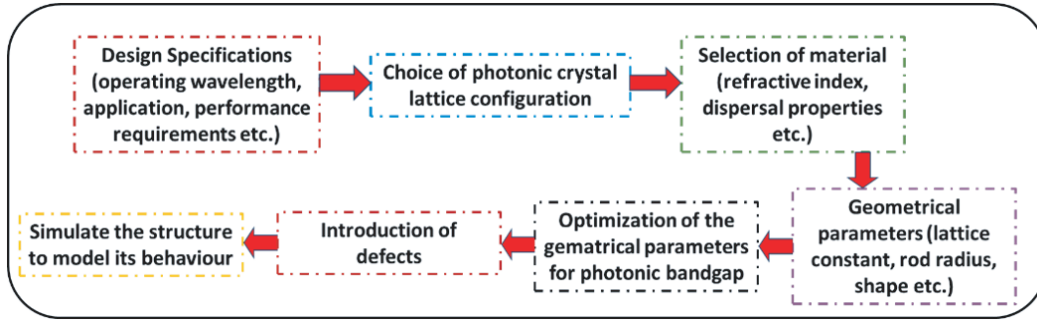 Design Specifications
(operating wavelength,
application, performance
requirements etc.)
Choice of photonic crystal
lattice configuration
Selection of material
(refractive index,
dispersal properties
etc.)
Geometrical
parameters (lattice
constant, rod radius,
shape etc.)
Optimization of the
gematrical parameters
for photonic bandgap
Introduction of
defects
Simulate the structure
to model its behaviour